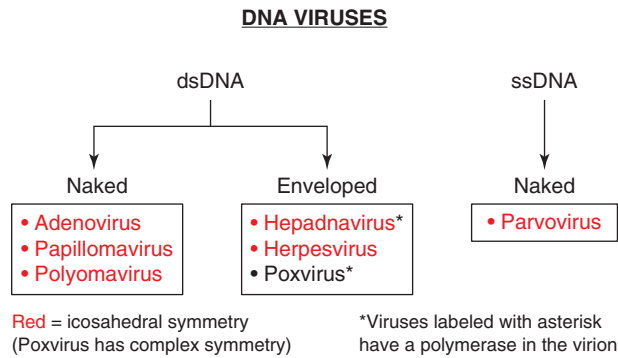 DNA VIRUSES
dsDNA
ssDNA
Naked
Enveloped
Naked
• Adenovirus
• Papillomavirus
• Polyomavirus
• Hepadnavirus*
• Herpesvirus
• Poxvirus*
• Parvovirus
Red = icosahedral symmetry
(Poxvirus has complex symmetry)
*Viruses labeled with asterisk
have a polymerase in the virion